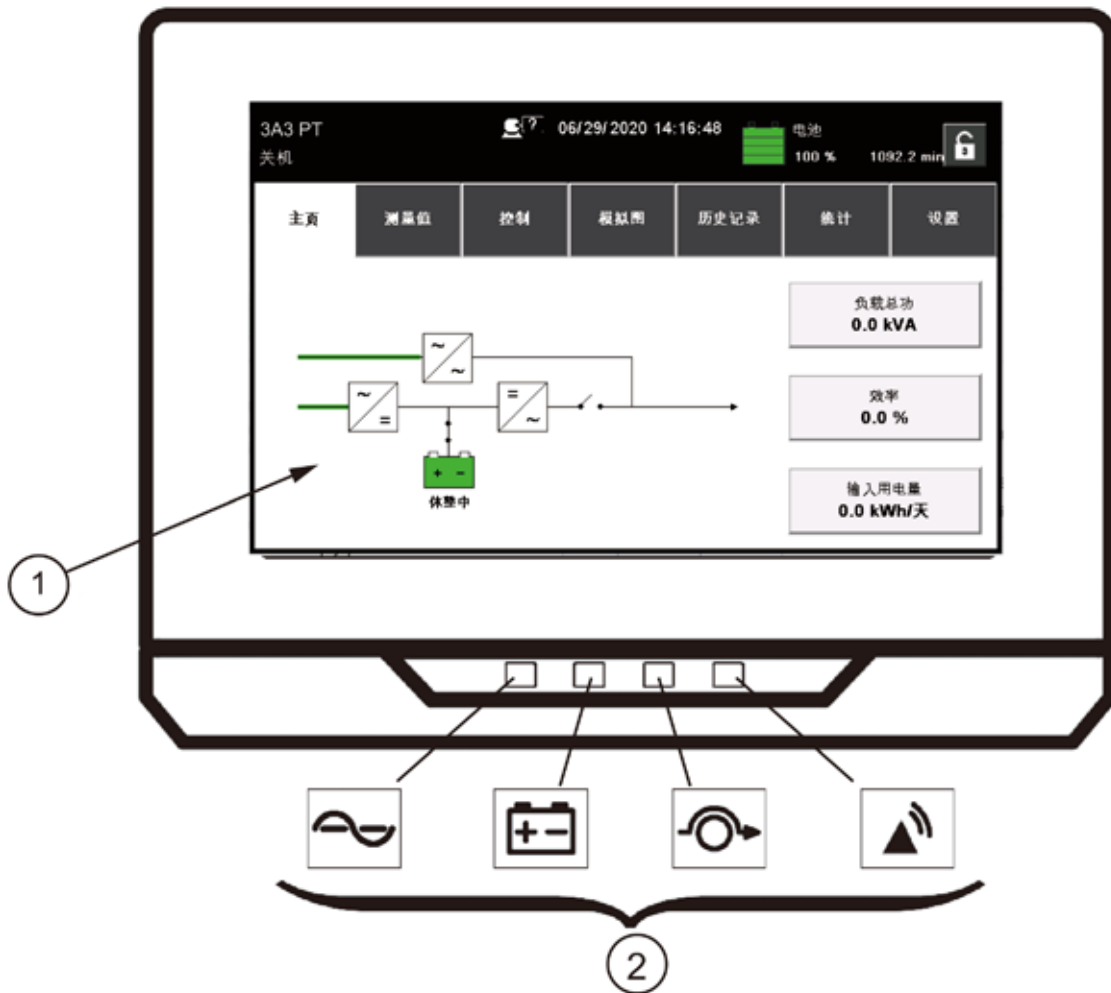 3A3 PT
06/29/2020 14:16:48
电池
关机
100 %
1092.2 min
主页
测量值
控制
模拟图
历史记录
统计
设置
负载总功
0.0 kVA
效率
0.0 %
休整中
输入用电量
0.0 kWh/天
1
2